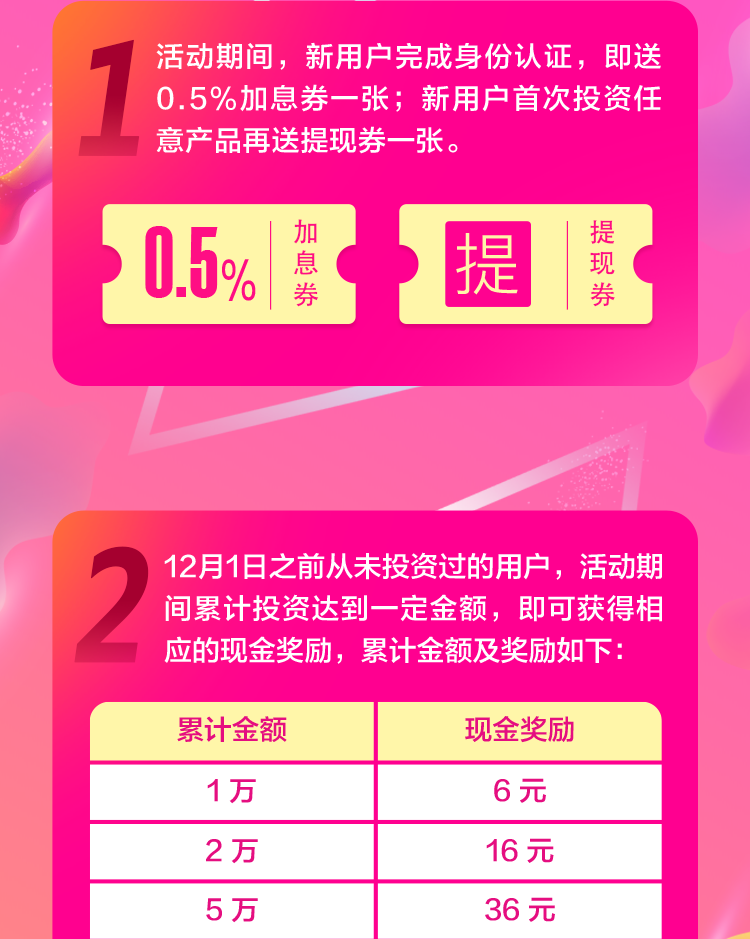 1
活动期间，新用户完成身份认证，即送
0.5%加息券一张；新用户首次投资任
意产品再送提现券一张。
0.5% 加息券
提 提现券
2
12月1日之前从未投资过的用户，活动期
间累计投资达到一定金额，即可获得相
应的现金奖励，累计金额及奖励如下：
累计金额 现金奖励
1 万 6 元
2 万 16 元
5 万 36 元